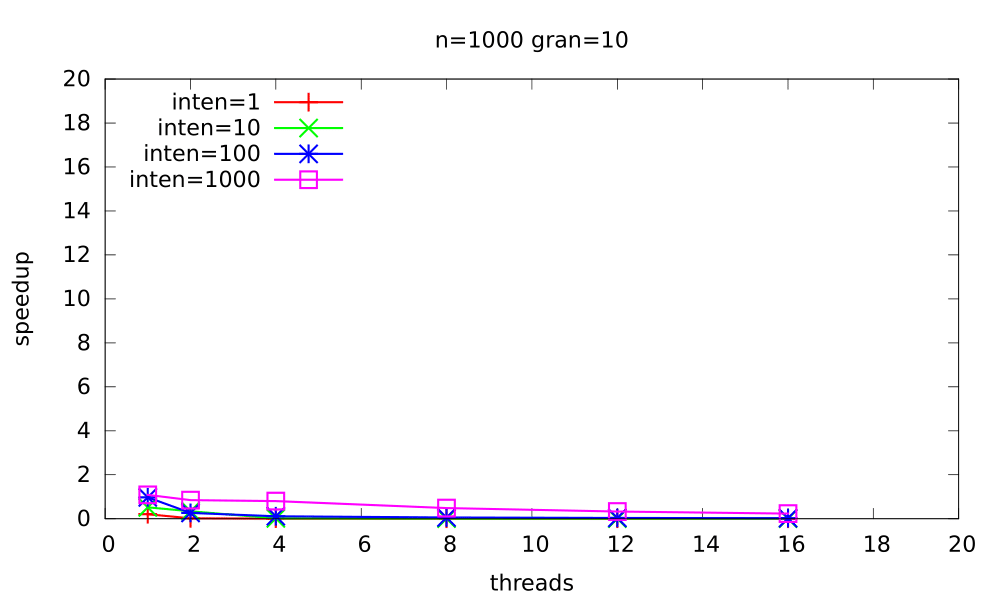 n=1000 gran=10
20
18
16
14
12
10
8
6
4
2
0
inten=1
inten=10
inten=100
inten=1000
speedup
0 2 4 6 8 10 12 14 16 18 20
threads